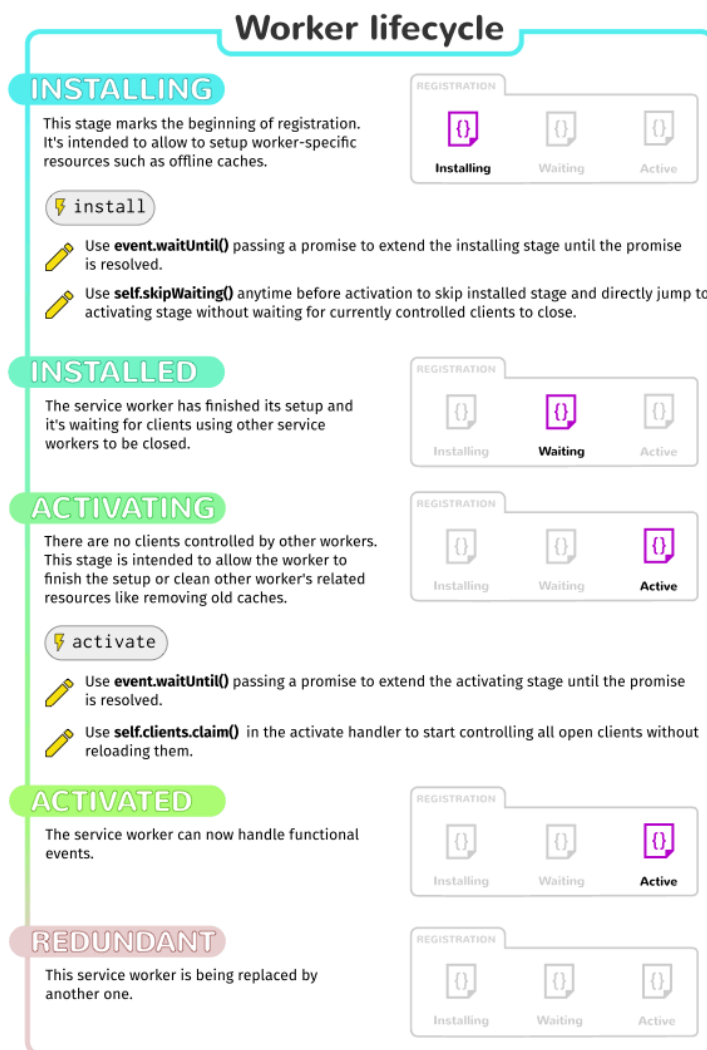 Worker lifecycle
INSTALLING
This stage marks the beginning of registration.
It's intended to allow to setup worker-specific
resources such as offline caches.
REGISTRATION
{}
{}
{}
Installing Waiting Active
install
Use event.waitUntil() passing a promise to extend the installing stage until the promise
is resolved.
Use self.skipWaiting() anytime before activation to skip installed stage and directly jump to
activating stage without waiting for currently controlled clients to close.
INSTALLED
The service worker has finished its setup and
it's waiting for clients using other service
workers to be closed.
REGISTRATION
{}
{}
{}
Installing Waiting Active
ACTIVATING
There are no clients controlled by other workers.
This stage is intended to allow the worker to
finish the setup or clean other worker's related
resources like removing old caches.
REGISTRATION
{}
{}
{}
Installing Waiting Active
activate
Use event.waitUntil() passing a promise to extend the activating stage until the promise
is resolved.
Use self.clients.claim() in the activate handler to start controlling all open clients without
reloading them.
ACTIVATED
The service worker can now handle functional
events.
REGISTRATION
{}
{}
{}
Installing Waiting Active
REDUNDANT
This service worker is being replaced by
another one.
REGISTRATION
{}
{}
{}
Installing Waiting Active